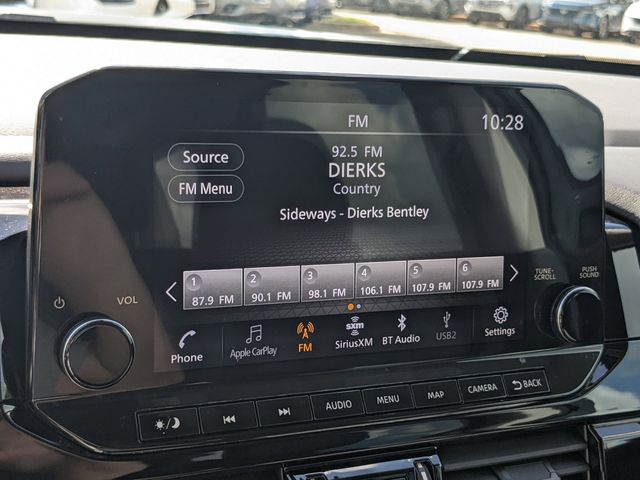 FM
10:28
Source
92.5 FM
DIERKS
FM Menu
Country
Sideways - Dierks Bentley
1 2 3 4 5 6
87.9 FM 90.1 FM 98.1 FM 106.1 FM 107.9 FM 107.9 FM
TUNE-
SCROLL
PUSH
SOUND
VOL
Phone
Apple CarPlay
FM
sxm
SiriusXM
BT Audio
USB2
Settings
AUDIO
MENU
MAP
CAMERA
BACK